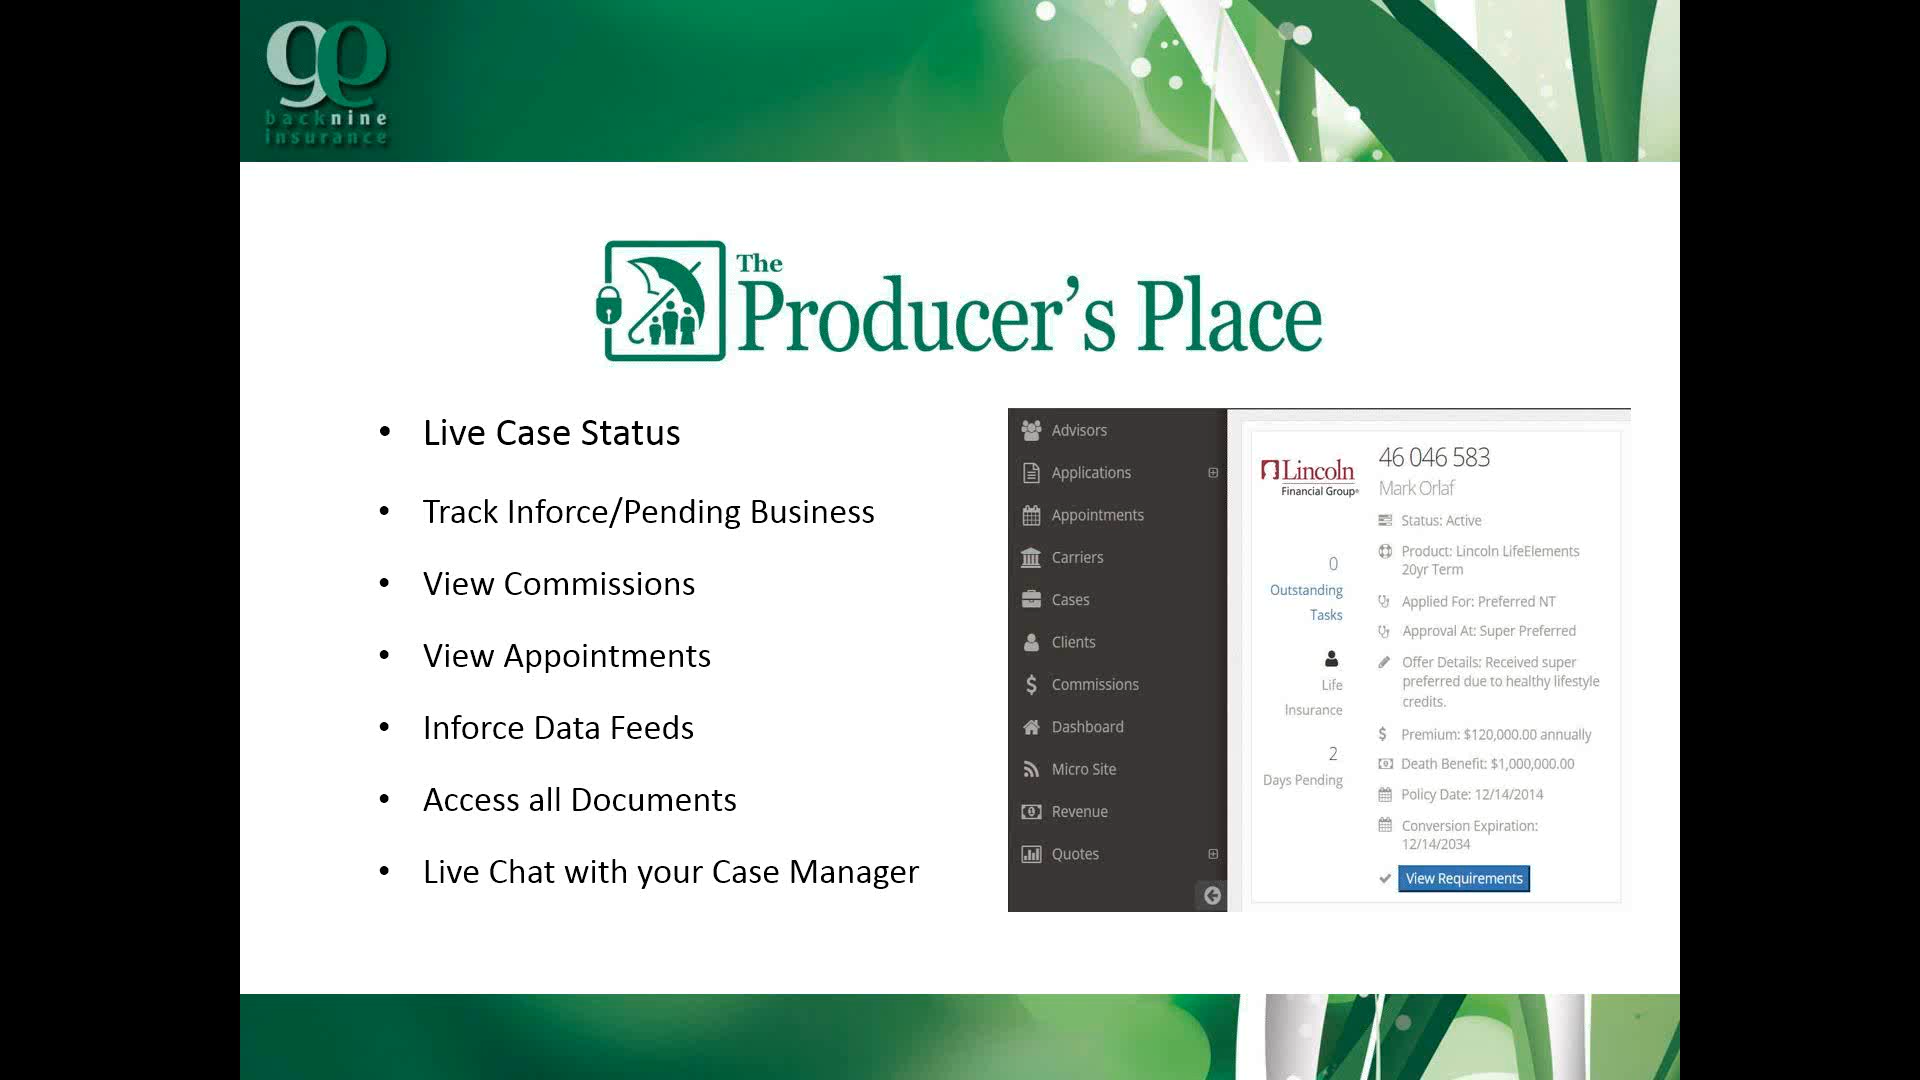 backnine
insurance
The
Producer's Place
• Live Case Status
• Track Inforce/Pending Business
• View Commissions
• View Appointments
• Inforce Data Feeds
• Access all Documents
• Live Chat with your Case Manager
Advisors
Applications
Appointments
Carriers
Cases
Clients
Commissions
Dashboard
Micro Site
Revenue
Quotes
Lincoln
Financial Group®
0
Outstanding
Tasks
Life
Insurance
2
Days Pending
46 046 583
Mark Orlaf
Status: Active
Product: Lincoln LifeElements
20yr Term
Applied For: Preferred NT
Approval At: Super Preferred
Offer Details: Received super
preferred due to healthy lifestyle
credits.
Premium: $120,000.00 annually
Death Benefit: $1,000,000.00
Policy Date: 12/14/2014
Conversion Expiration:
12/14/2034
View Requirements